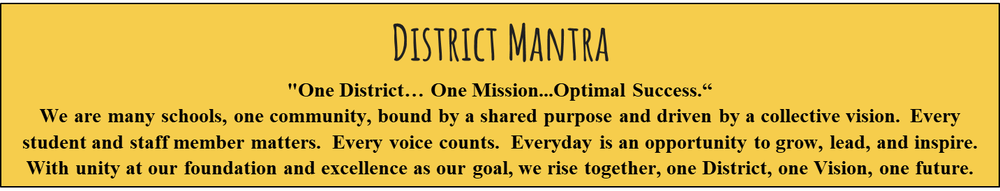 District Mantra
"One District… One Mission...Optimal Success.“
We are many schools, one community, bound by a shared purpose and driven by a collective vision.  Every
student and staff member matters.  Every voice counts.  Everyday is an opportunity to grow, lead, and inspire.
With unity at our foundation and excellence as our goal, we rise together, one District, one Vision, one future.